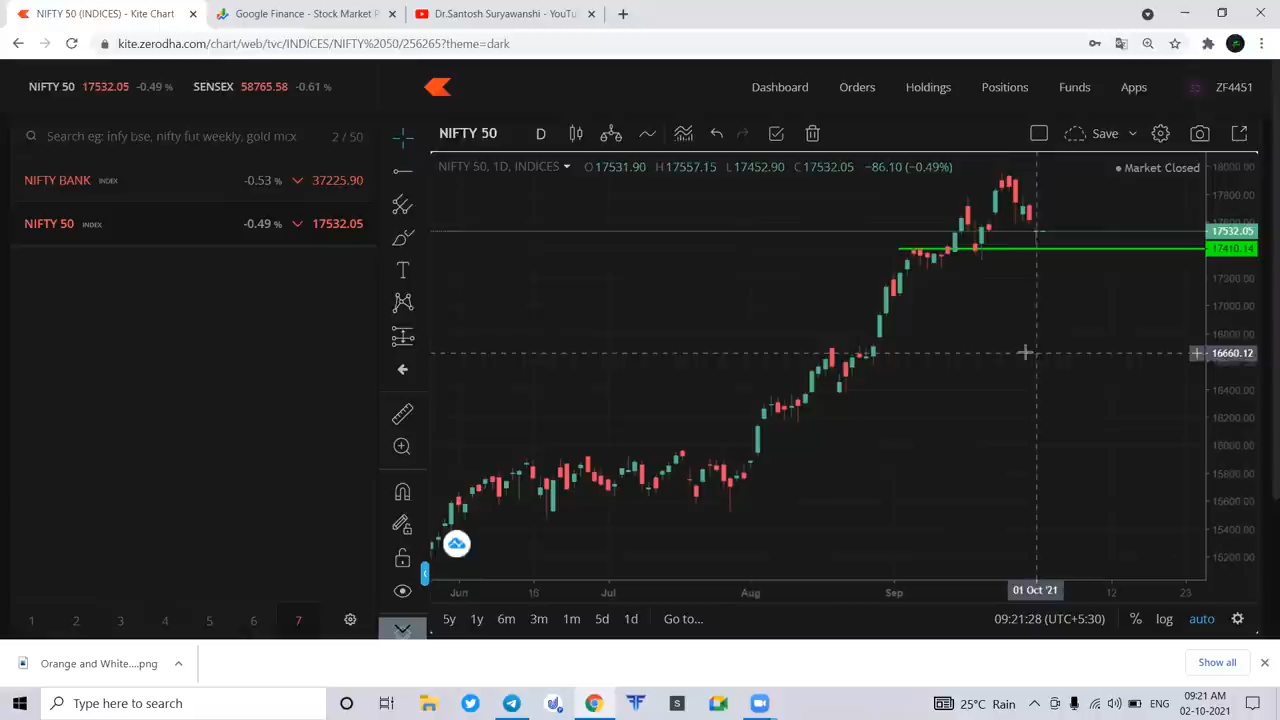 NIFTY 50 (INDICES) - Kite Chart
Google Finance - Stock Market P
Dr.Santosh Suryawanshi - YouTu
kite.zerodha.com/chart/web/tvc/INDICES/NIFTY%2050/256265?theme=dark
NIFTY 50 17532.05 -0.49 % SENSEX 58765.58 -0.61 %
Dashboard Orders Holdings Positions Funds Apps ZF4451
Search eg: infy bse, nifty fut weekly, gold mcx 2 / 50
NIFTY 50 D Save
NIFTY 50, 1D, INDICES O17531.90 H17557.15 L17452.90 C17532.05 −86.10 (−0.49%)
Market Closed
NIFTY BANK INDEX -0.53 % 37225.90
NIFTY 50 INDEX -0.49 % 17532.05
18000.00
17800.00
17532.05
17410.14
17200.00
17000.00
16800.00
16660.12
16400.00
16200.00
16000.00
15800.00
15600.00
15400.00
15200.00
Jun 16 Jul Aug Sep 01 Oct '21 12 23
1 2 3 4 5 6 7
5y 1y 6m 3m 1m 5d 1d Go to... 09:21:28 (UTC+5:30) % log auto
Orange and White....png
Show all
Type here to search
25°C Rain
ENG
09:21 AM
02-10-2021